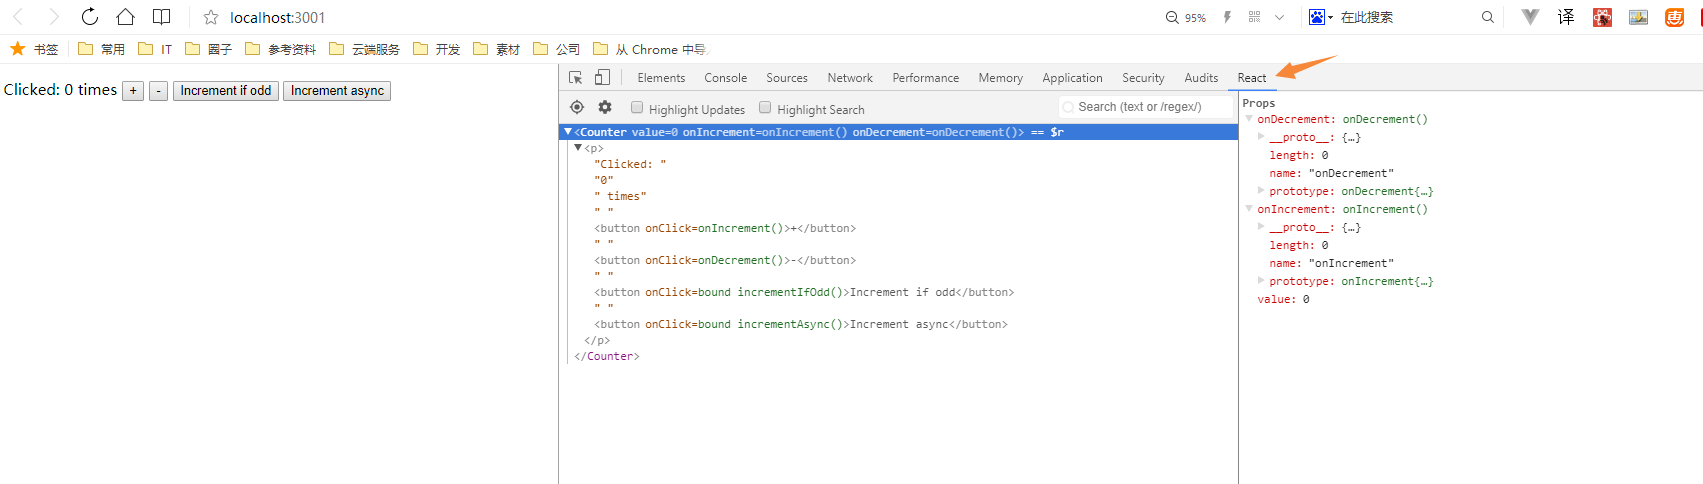 localhost:3001 95% 在此搜索 译 惠
书签 常用 IT 圈子 参考资料 云端服务 开发 素材 公司 从 Chrome 中导
Clicked: 0 times + - Increment if odd Increment async
Elements Console Sources Network Performance Memory Application Security Audits React
Highlight Updates Highlight Search Search (text or /regex/)
<Counter value=0 onIncrement=onIncrement() onDecrement=onDecrement()> == $r
<p>
"Clicked: "
"0"
" times"
" "
<button onClick=onIncrement()>+</button>
" "
<button onClick=onDecrement()>-</button>
" "
<button onClick=bound incrementIfOdd()>Increment if odd</button>
" "
<button onClick=bound incrementAsync()>Increment async</button>
</p>
</Counter>
Props
onDecrement: onDecrement()
__proto__: {…}
length: 0
name: "onDecrement"
prototype: onDecrement{…}
onIncrement: onIncrement()
__proto__: {…}
length: 0
name: "onIncrement"
prototype: onIncrement{…}
value: 0